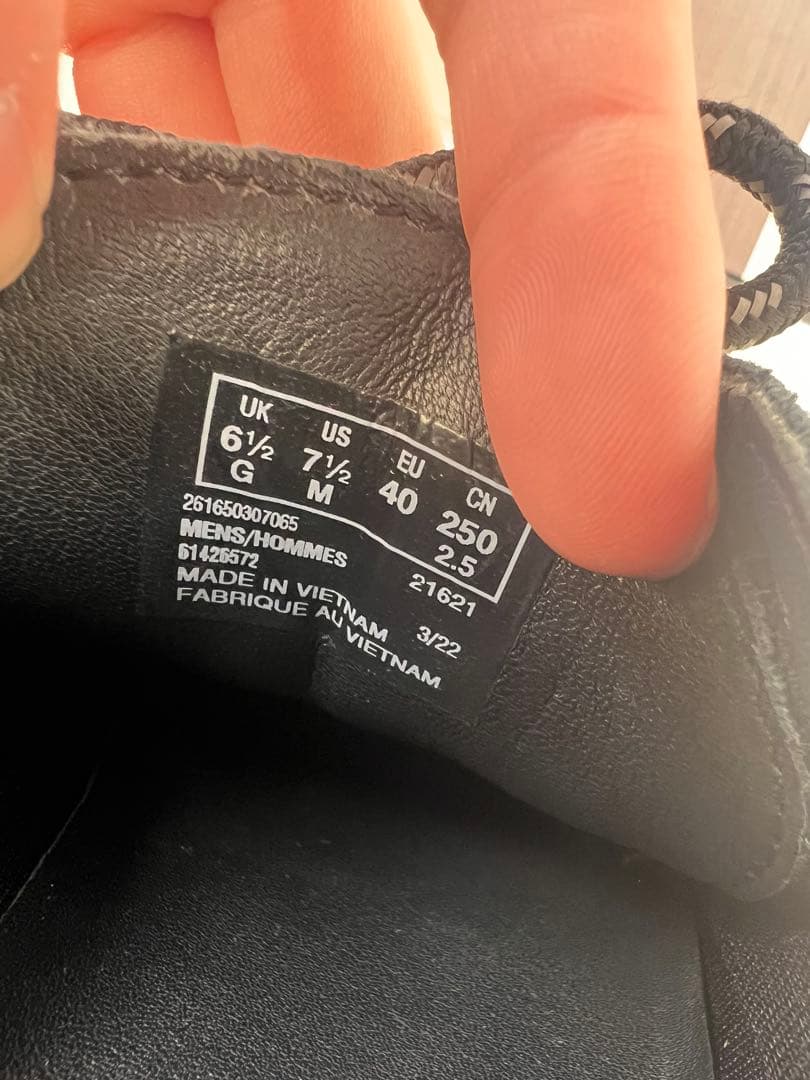 UK US EU CN
6½ 7½ 40 250
G M 2.5
261650307065
MENS/HOMMES
61426572 21621
MADE IN VIETNAM 3/22
FABRIQUE AU VIETNAM